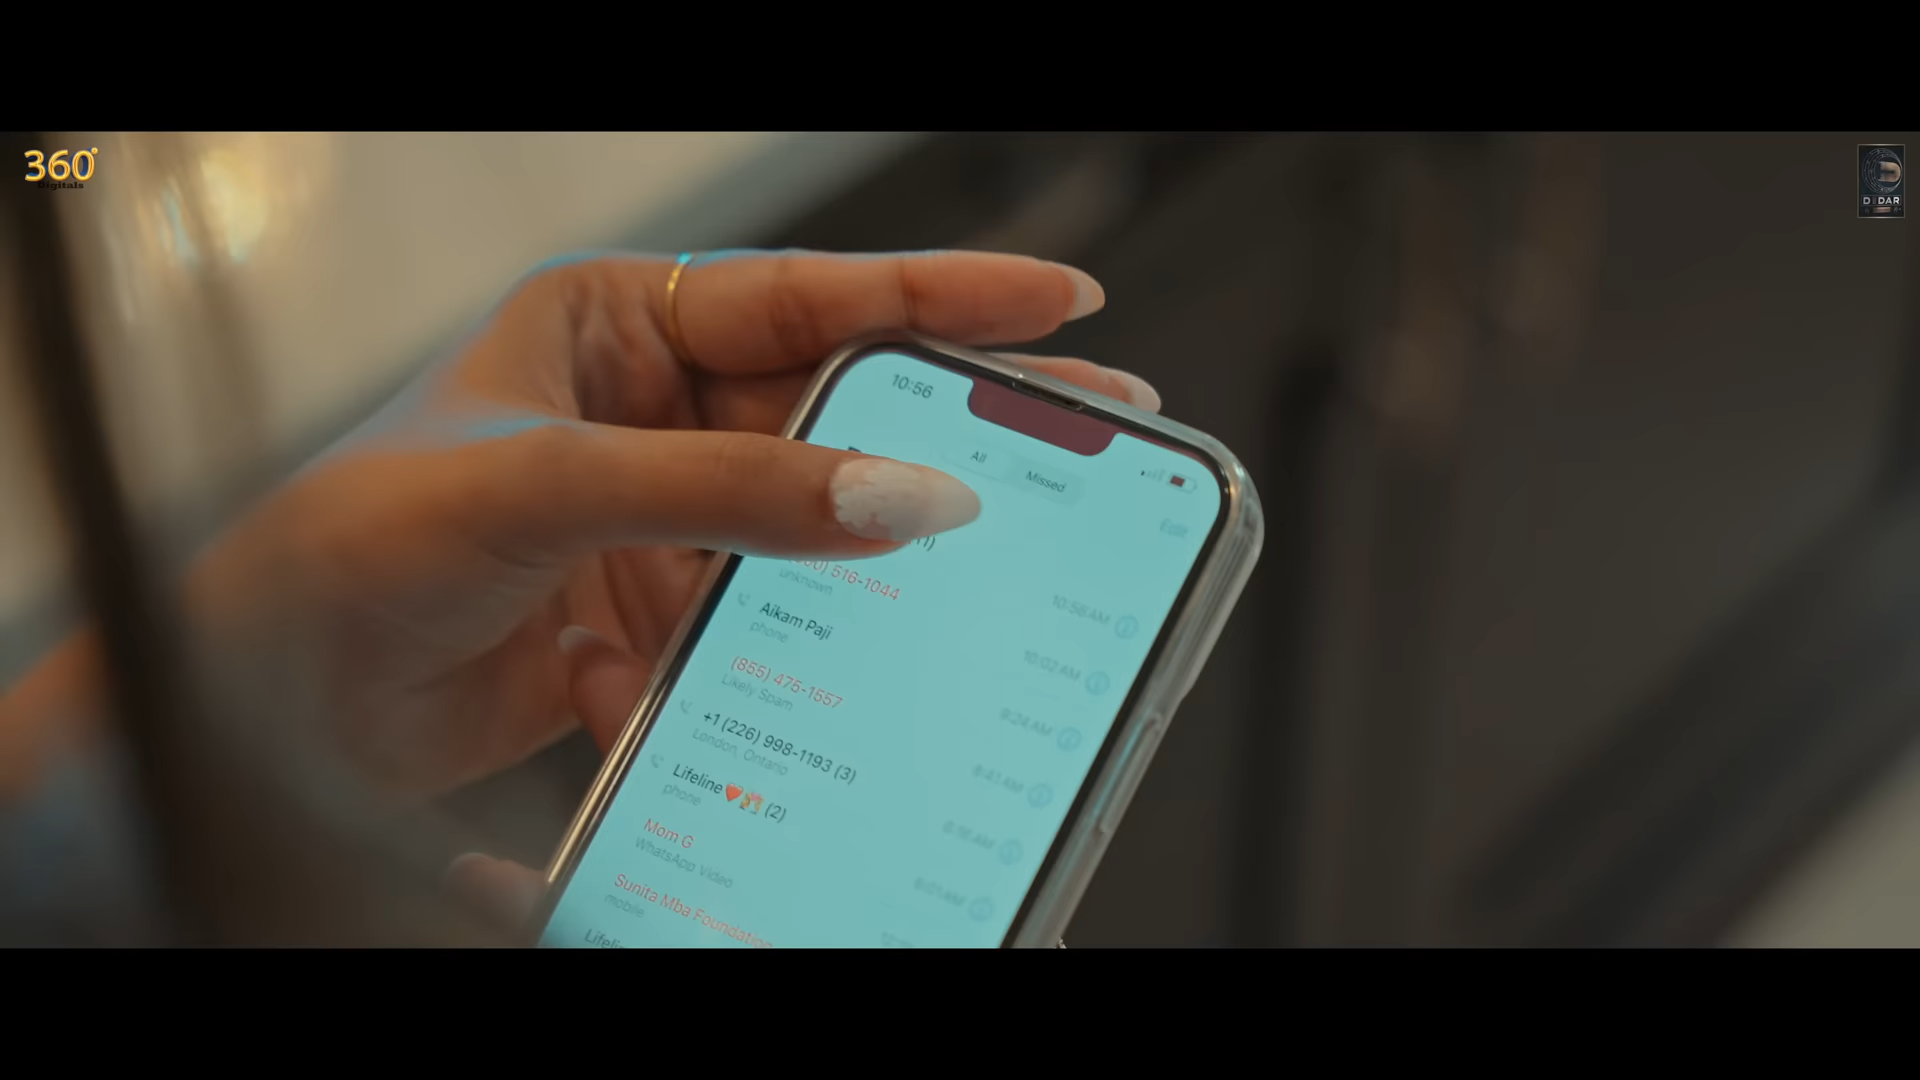 360°
Digitals
DIDAR
10:56
All
Missed
Edit
516-1044
unknown
10:56 AM
Aikam Paji
phone
10:02 AM
(855) 475-1557
Likely Spam
9:24 AM
+1 (226) 998-1193 (3)
London, Ontario
8:41 AM
Lifeline❤️ (2)
phone
Mom G
WhatsApp Video
Sunita Mba Foundation
mobile